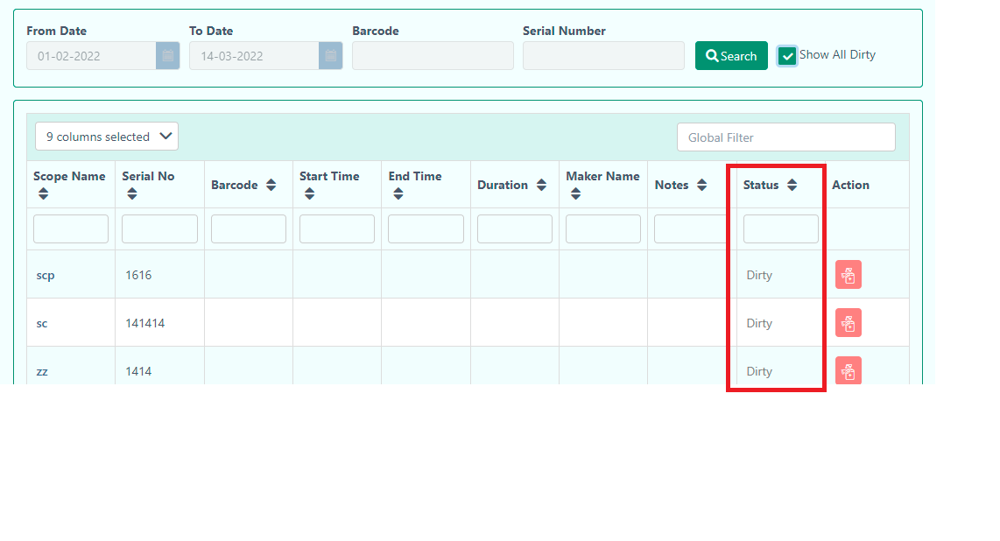 From Date To Date Barcode Serial Number
01-02-2022 14-03-2022 Search Show All Dirty
9 columns selected Global Filter
Scope Name Serial No Barcode Start Time End Time Duration Maker Name Notes Status Action
scp 1616 Dirty
sc 141414 Dirty
zz 1414 Dirty